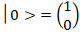 |0 > = (1
0)